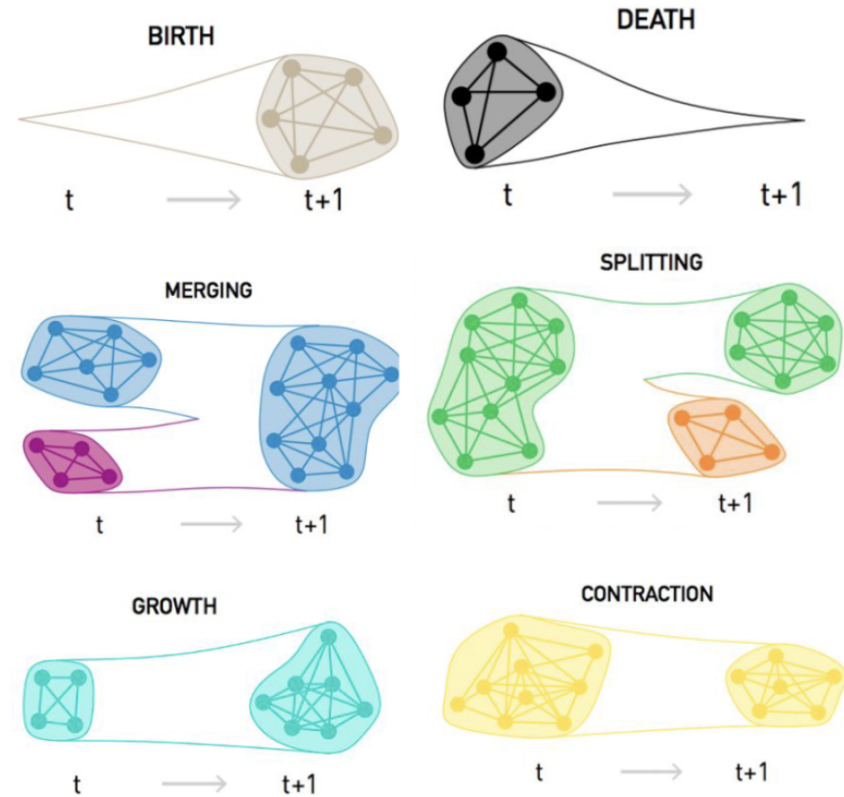 BIRTH
t → t+1
DEATH
t → t+1
MERGING
t → t+1
SPLITTING
t → t+1
GROWTH
t → t+1
CONTRACTION
t → t+1